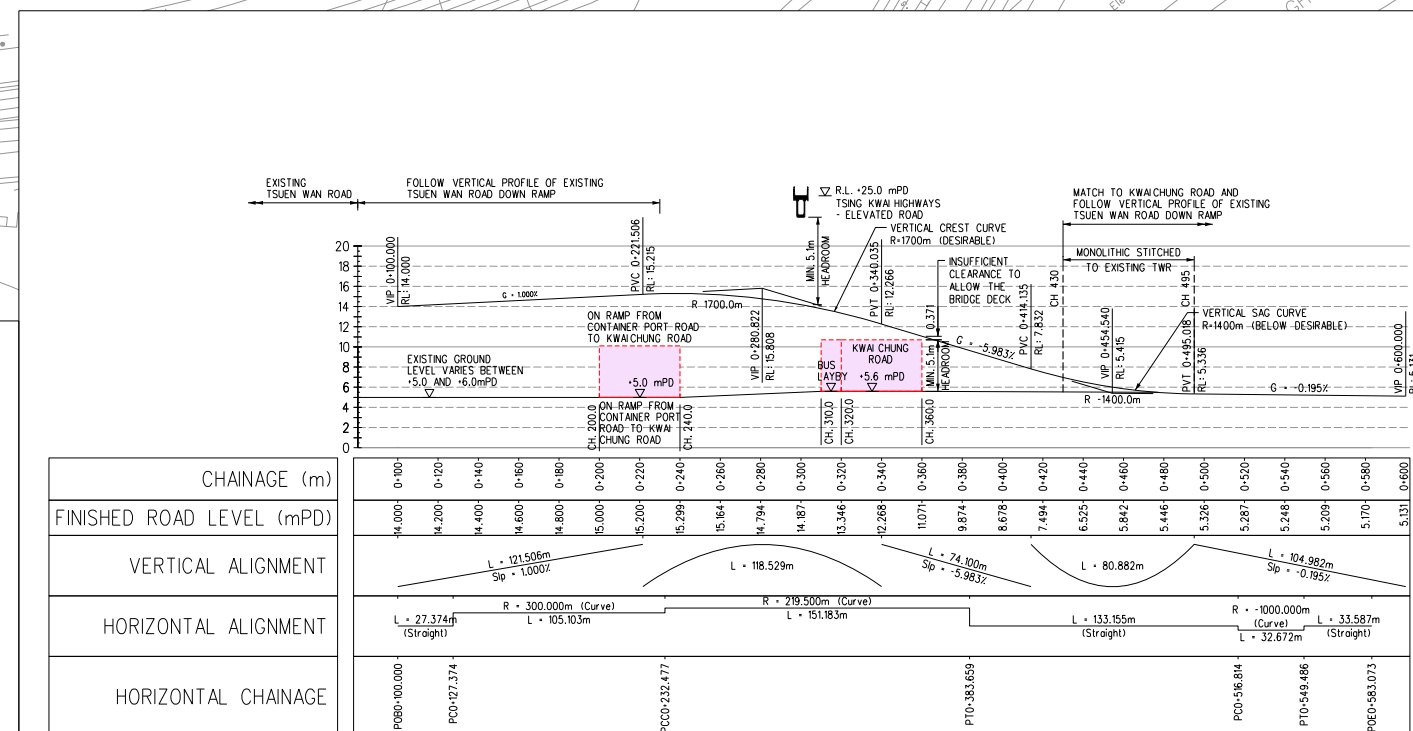 EXISTING
TSUEN WAN ROAD
FOLLOW VERTICAL PROFILE OF EXISTING
TSUEN WAN ROAD DOWN RAMP
R.L. +25.0 mPD
TSING KWAI HIGHWAYS
- ELEVATED ROAD
VERTICAL CREST CURVE
R=1700m (DESIRABLE)
MATCH TO KWAICHUNG ROAD AND
FOLLOW VERTICAL PROFILE OF EXISTING
TSUEN WAN ROAD DOWN RAMP
MONOLITHIC STITCHED
TO EXISTING TWR
INSUFFICIENT
CLEARANCE TO
ALLOW THE
BRIDGE DECK
VERTICAL SAG CURVE
R=1400m (BELOW DESIRABLE)
20
18
16
14
12
10
8
6
4
2
0
VIP 0+100.000
RL: 14.000
G = 1.000%
PVC 0+221.506
RL: 15.215
R 1700.0m
VIP 0+280.822
RL: 15.808
MIN. 5.1m
HEADROOM
PVT 0+340.035
RL: 12.266
0.371
MIN. 5.1m
HEADROOM
G = -5.983%
PVC 0+414.135
RL: 7.832
CH 430
VIP 0+454.540
RL: 5.415
R -1400.0m
CH 495
PVT 0+495.018
RL: 5.336
G = -0.195%
VIP 0+600.000
RL: 5.131
EXISTING GROUND
LEVEL VARIES BETWEEN
+5.0 AND +6.0mPD
ON RAMP FROM
CONTAINER PORT ROAD
TO KWAICHUNG ROAD
+5.0 mPD
ON RAMP FROM
CONTAINER PORT
ROAD TO KWAI
CHUNG ROAD
CH. 200.0
CH. 240.0
BUS
LAYBY
KWAI CHUNG
ROAD
+5.6 mPD
CH. 310.0
CH. 320.0
CH. 360.0
CHAINAGE (m)
0+100 0+120 0+140 0+160 0+180 0+200 0+220 0+240 0+260 0+280 0+300 0+320 0+340 0+360 0+380 0+400 0+420 0+440 0+460 0+480 0+500 0+520 0+540 0+560 0+580 0+600
FINISHED ROAD LEVEL (mPD)
14.000 14.200 14.400 14.600 14.800 15.000 15.200 15.299 15.164 14.794 14.187 13.346 12.268 11.071 9.874 8.678 7.494 6.525 5.842 5.446 5.326 5.287 5.248 5.209 5.170 5.131
VERTICAL ALIGNMENT
L = 121.506m
Slp = 1.000%
L = 118.529m
L = 74.100m
Slp = -5.983%
L = 80.882m
L = 104.982m
Slp = -0.195%
HORIZONTAL ALIGNMENT
L = 27.374m
(Straight)
R = 300.000m (Curve)
L = 105.103m
R = 219.500m (Curve)
L = 151.183m
L = 133.155m
(Straight)
R = -1000.000m
(Curve)
L = 32.672m
L = 33.587m
(Straight)
HORIZONTAL CHAINAGE
POB0+100.000
PC0+127.374
PCC0+232.477
PT0+383.659
PC0+516.814
PT0+549.486
POE0+583.073